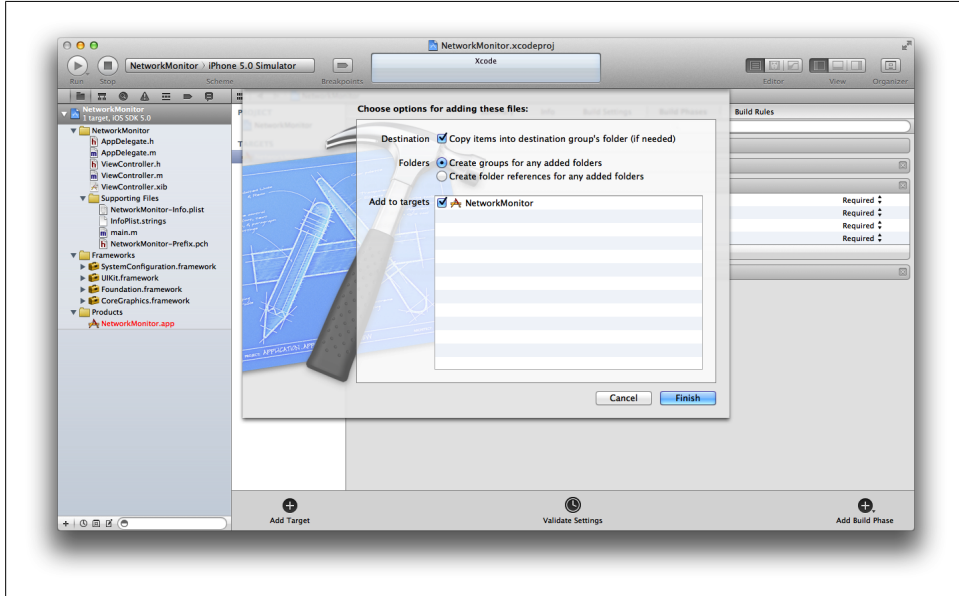 NetworkMonitor.xcodeproj
NetworkMonitor
iPhone 5.0 Simulator
Xcode
Run
Stop
Scheme
Breakpoints
Editor
View
Organizer
NetworkMonitor
1 target, iOS SDK 5.0
NetworkMonitor
AppDelegate.h
AppDelegate.m
ViewController.h
ViewController.m
ViewController.xib
Supporting Files
NetworkMonitor-Info.plist
InfoPlist.strings
main.m
NetworkMonitor-Prefix.pch
Frameworks
SystemConfiguration.framework
UIKit.framework
Foundation.framework
CoreGraphics.framework
Products
NetworkMonitor.app
Choose options for adding these files:
Destination
Copy items into destination group's folder (if needed)
Folders
Create groups for any added folders
Create folder references for any added folders
Add to targets
NetworkMonitor
Cancel
Finish
Info
Build Settings
Build Phases
Build Rules
Required
Required
Required
Required
Add Target
Validate Settings
Add Build Phase